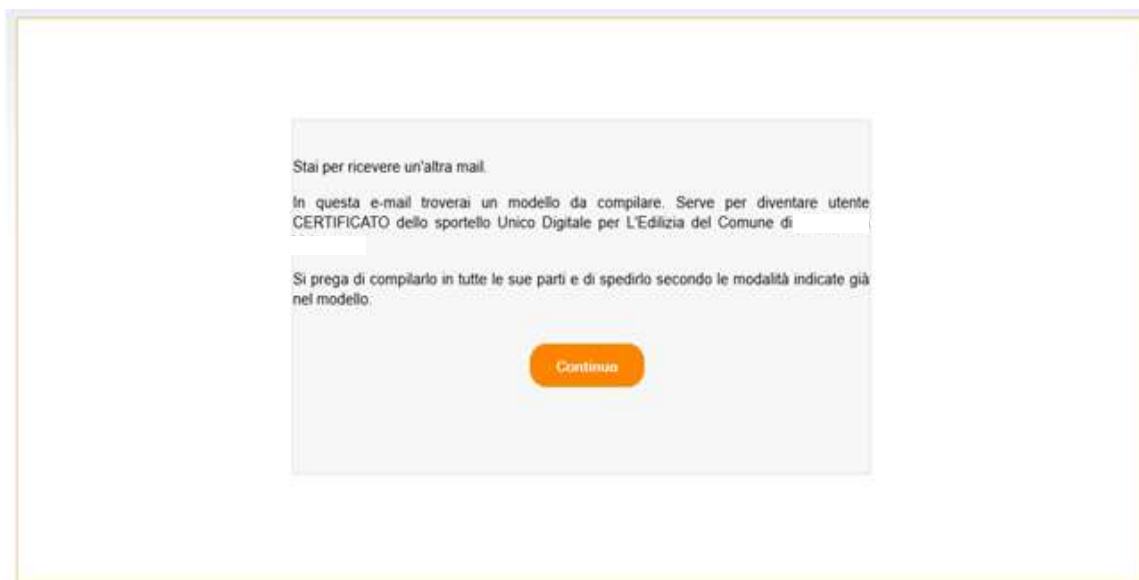 Stai per ricevere un'altra mail.
In questa e-mail troverai un modello da compilare. Serve per diventare utente
CERTIFICATO dello sportello Unico Digitale per L'Edilizia del Comune di
Si prega di compilarlo in tutte le sue parti e di spedirlo secondo le modalità indicate già
nel modello.
Continua